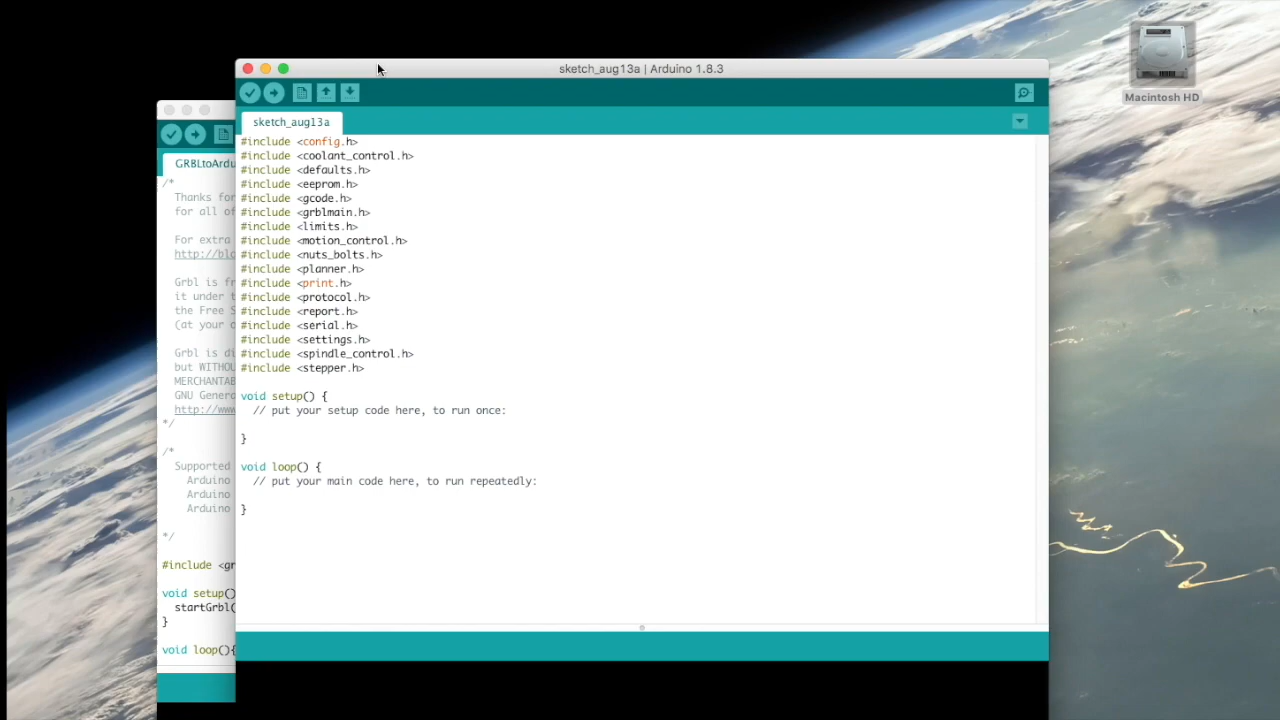 sketch_aug13a | Arduino 1.8.3
Macintosh HD
sketch_aug13a
#include <config.h>
#include <coolant_control.h>
#include <defaults.h>
#include <eeprom.h>
#include <gcode.h>
#include <grblmain.h>
#include <limits.h>
#include <motion_control.h>
#include <nuts_bolts.h>
#include <planner.h>
#include <print.h>
#include <protocol.h>
#include <report.h>
#include <serial.h>
#include <settings.h>
#include <spindle_control.h>
#include <stepper.h>
void setup() {
// put your setup code here, to run once:
}
void loop() {
// put your main code here, to run repeatedly:
}
GRBLtoArdu
/*
Thanks for
for all of
For extra
http://blo
Grbl is fr
it under t
the Free S
(at your o
Grbl is di
but WITHOU
MERCHANTAB
GNU Genera
http://www
*/
/*
Supported
Arduino
Arduino
Arduino
*/
#include <gr
void setup()
startGrbl(
}
void loop(){